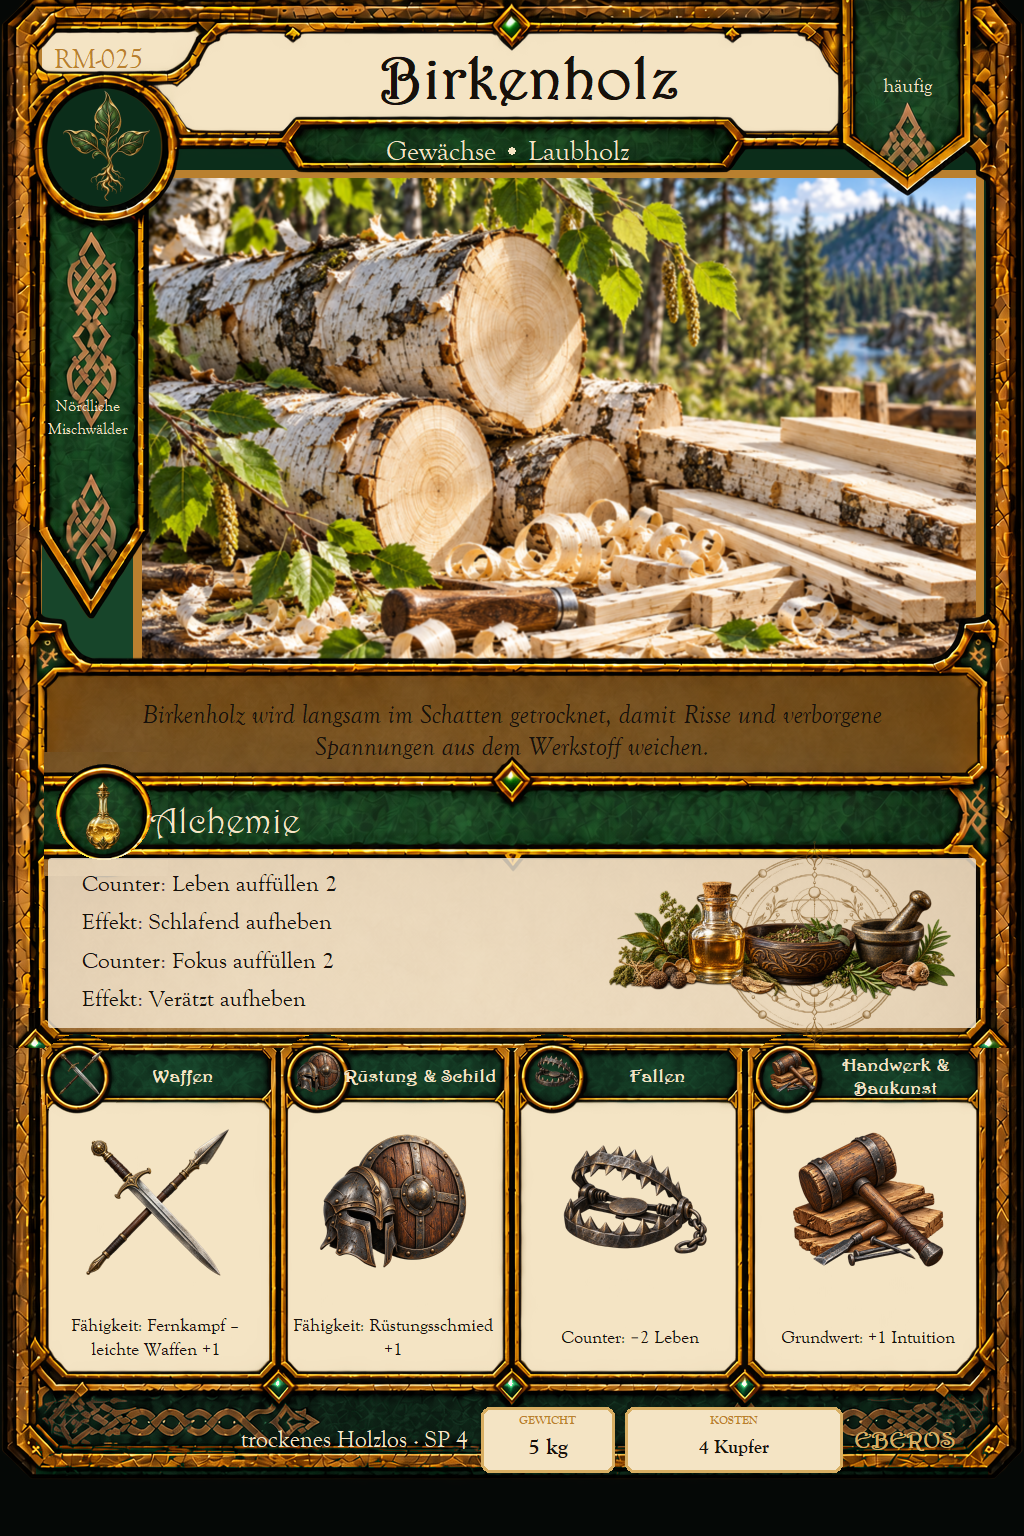 RM-025
Birkenholz
häufig
Gewächse • Laubholz
Nördliche
Mischwälder
Birkenholz wird langsam im Schatten getrocknet, damit Risse und verborgene
Spannungen aus dem Werkstoff weichen.
Alchemie
Counter: Leben auffüllen 2
Effekt: Schlafend aufheben
Counter: Fokus auffüllen 2
Effekt: Verätzt aufheben
Waffen
Rüstung & Schild
Fallen
Handwerk &
Baukunst
Fähigkeit: Fernkampf –
leichte Waffen +1
Fähigkeit: Rüstungsschmied
+1
Counter: −2 Leben
Grundwert: +1 Intuition
trockenes Holzlos · SP 4
GEWICHT
5 kg
KOSTEN
4 Kupfer
EBEROS